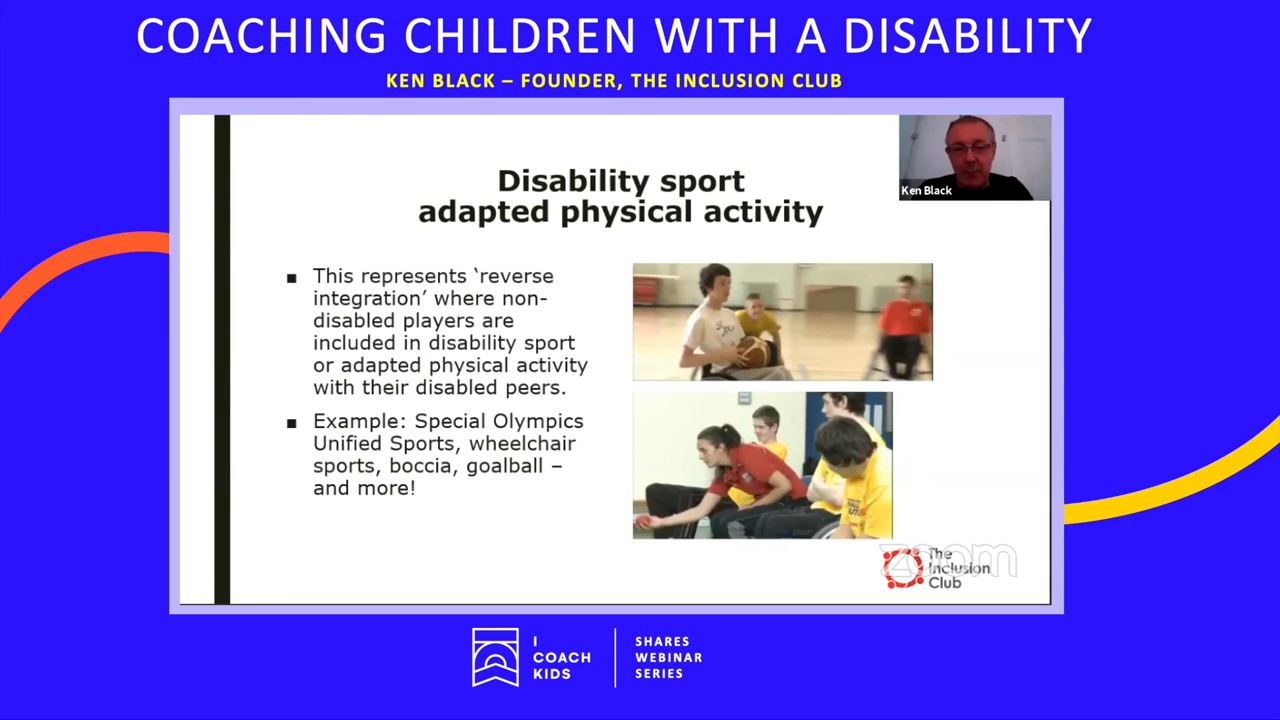 COACHING CHILDREN WITH A DISABILITY
KEN BLACK – FOUNDER, THE INCLUSION CLUB
Ken Black
Disability sport
adapted physical activity
■ This represents ‘reverse
integration’ where non-
disabled players are
included in disability sport
or adapted physical activity
with their disabled peers.
■ Example: Special Olympics
Unified Sports, wheelchair
sports, boccia, goalball –
and more!
zoom
The
Inclusion
Club
I
COACH
KIDS
SHARES
WEBINAR
SERIES